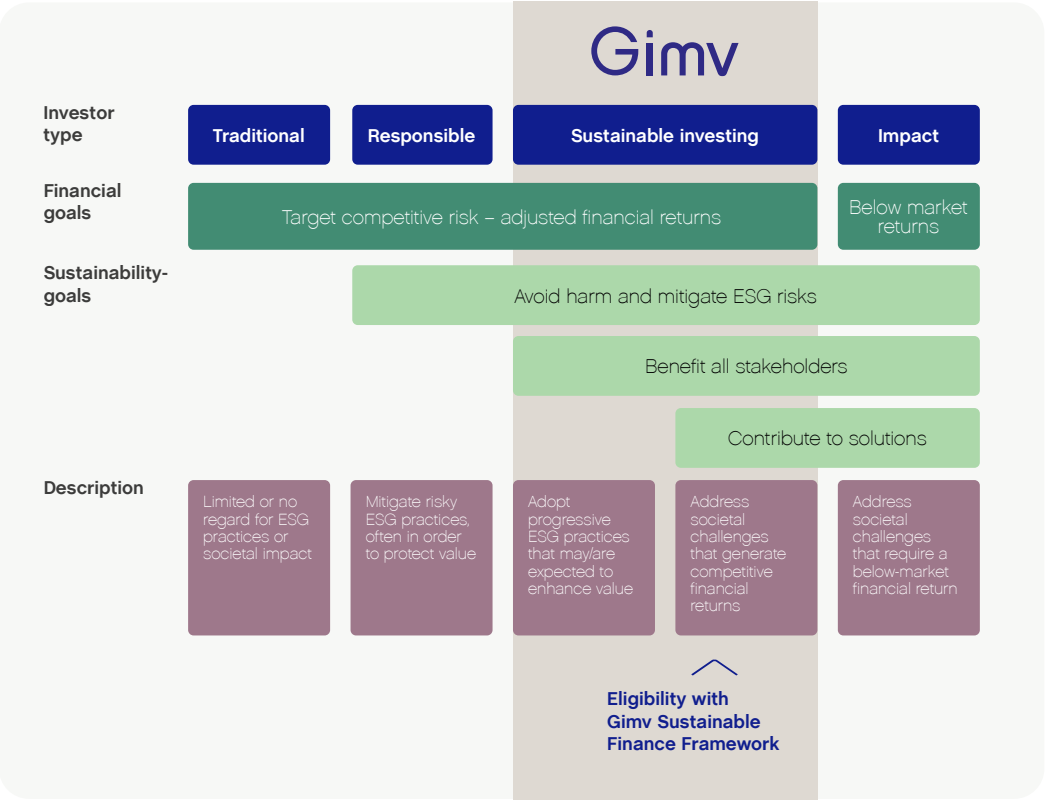 Gimv
Investor
type
Traditional
Responsible
Sustainable investing
Impact
Financial
goals
Target competitive risk – adjusted financial returns
Below market
returns
Sustainability-
goals
Avoid harm and mitigate ESG risks
Benefit all stakeholders
Contribute to solutions
Description
Limited or no
regard for ESG
practices or
societal impact
Mitigate risky
ESG practices,
often in order
to protect value
Adopt
progressive
ESG practices
that may/are
expected to
enhance value
Address
societal
challenges
that generate
competitive
financial
returns
Address
societal
challenges
that require a
below-market
financial return
Eligibility with
Gimv Sustainable
Finance Framework